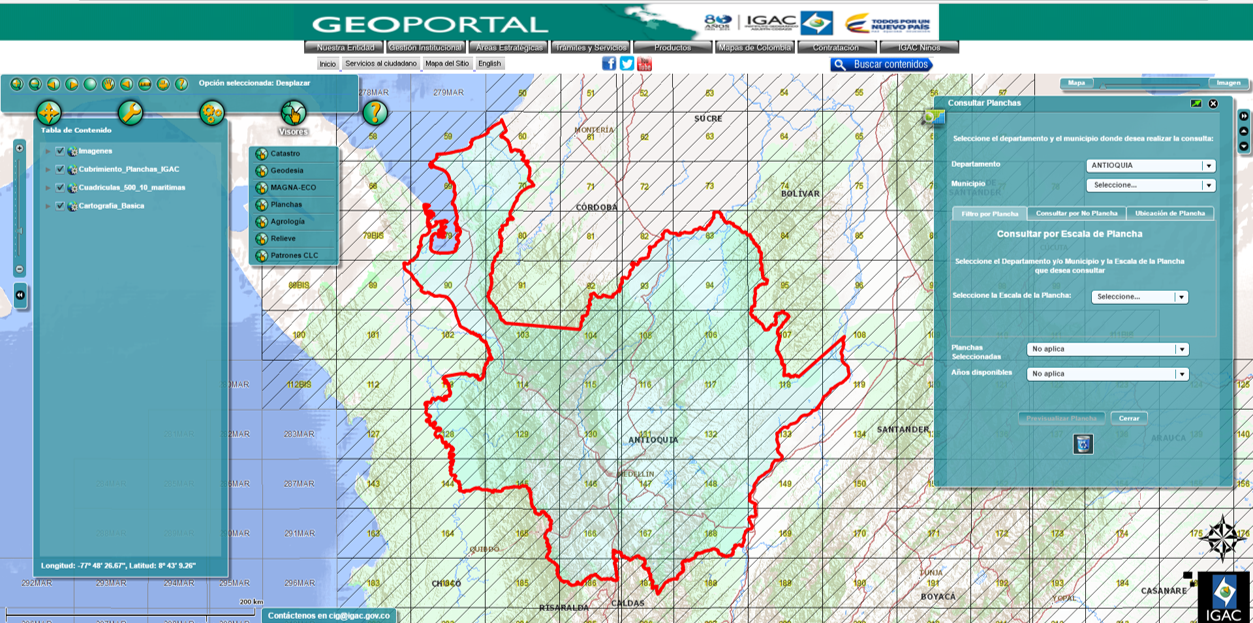 GEOPORTAL
80 AÑOS
IGAC
TODOS POR UN
NUEVO PAÍS
Nuestra Entidad
Gestión Institucional
Areas Estratégicas
Trámites y Servicios
Productos
Mapas de Colombia
Contratación
IGAC Niños
Inicio
Servicios al ciudadano
Mapa del Sitio
English
Buscar contenidos
Opción seleccionada: Desplazar
Visores
Tabla de Contenido
Imagenes
Cubrimiento_Planchas_IGAC
Cuadriculas_500_10_maritimas
Cartografia_Basica
Longitud: -77º 48' 26.67", Latitud: 8º 43' 9.26"
Catastro
Geodesia
MAGNA-ECO
Planchas
Agrología
Relieve
Patrones CLC
Mapa
Imagen
Consultar Planchas
Seleccione el departamento y el municipio donde desea realizar la consulta:
Departamento
ANTIOQUIA
Municipio
Seleccione...
Filtro por Plancha
Consultar por No Plancha
Ubicación de Plancha
Consultar por Escala de Plancha
Seleccione el Departamento y/o Municipio y la Escala de la Plancha
que desea consultar
Seleccione la Escala de la Plancha:
Seleccione...
Planchas
Seleccionadas
No aplica
Años disponibles
No aplica
Previsualizar Plancha
Cerrar
278MAR
279MAR
50
51
52
53
54
55
56
57
58
59
60
61
62
63
64
65
68
69
70
71
72
73
74
75
79BIS
79
80
81
82
83
84
85
89BIS
90
91
92
93
94
95
96
100
101
102
103
104
105
106
107
108
112BIS
112
113
114
115
116
117
118
119
125
282MAR
283MAR
127
128
129
130
131
132
133
134
140
287MAR
143
144
145
146
147
148
149
150
156
291MAR
163
165
166
167
168
169
170
173
174
175
176
292MAR
293MAR
294MAR
295MAR
296MAR
183
184
185
186
187
188
189
190
191
192
193
194
MONTERÍA
SUCRE
BOLÍVAR
CÓRDOBA
ANTIOQUIA
MEDELLÍN
SANTANDER
ARAUCA
QUIBDÓ
CHOCÓ
RISARALDA
CALDAS
TUNJA
BOYACÁ
YOPAL
CASANARE
200 km
Contáctenos en cig@igac.gov.co
IGAC